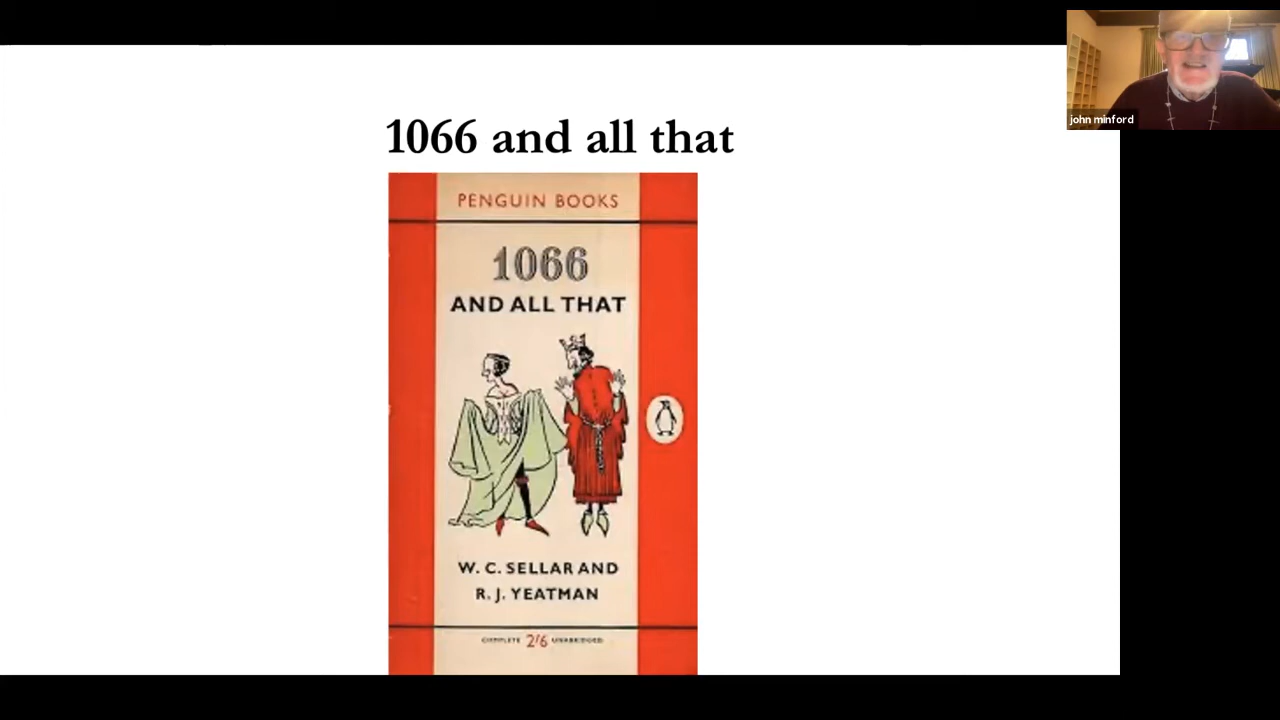 1066 and all that
john minford
PENGUIN BOOKS
1066
AND ALL THAT
W. C. SELLAR AND
R. J. YEATMAN
COMPLETE 2/6 UNABRIDGED